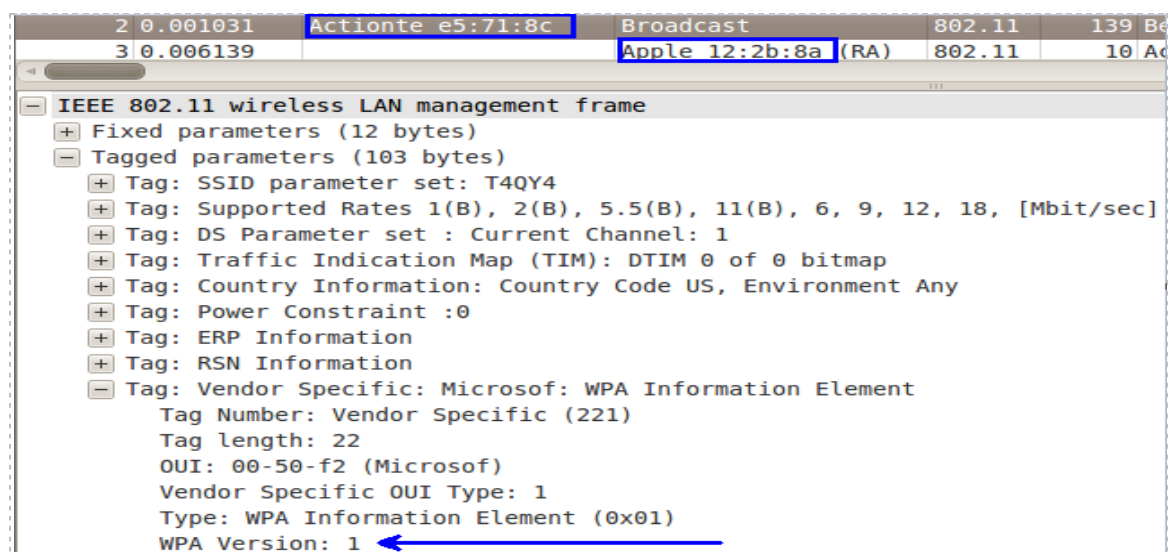 2 0.001031 Actionte e5:71:8c Broadcast 802.11 139 Be
3 0.006139 Apple 12:2b:8a (RA) 802.11 10 Ac
IEEE 802.11 wireless LAN management frame
Fixed parameters (12 bytes)
Tagged parameters (103 bytes)
Tag: SSID parameter set: T4QY4
Tag: Supported Rates 1(B), 2(B), 5.5(B), 11(B), 6, 9, 12, 18, [Mbit/sec]
Tag: DS Parameter set : Current Channel: 1
Tag: Traffic Indication Map (TIM): DTIM 0 of 0 bitmap
Tag: Country Information: Country Code US, Environment Any
Tag: Power Constraint :0
Tag: ERP Information
Tag: RSN Information
Tag: Vendor Specific: Microsof: WPA Information Element
Tag Number: Vendor Specific (221)
Tag length: 22
OUI: 00-50-f2 (Microsof)
Vendor Specific OUI Type: 1
Type: WPA Information Element (0x01)
WPA Version: 1